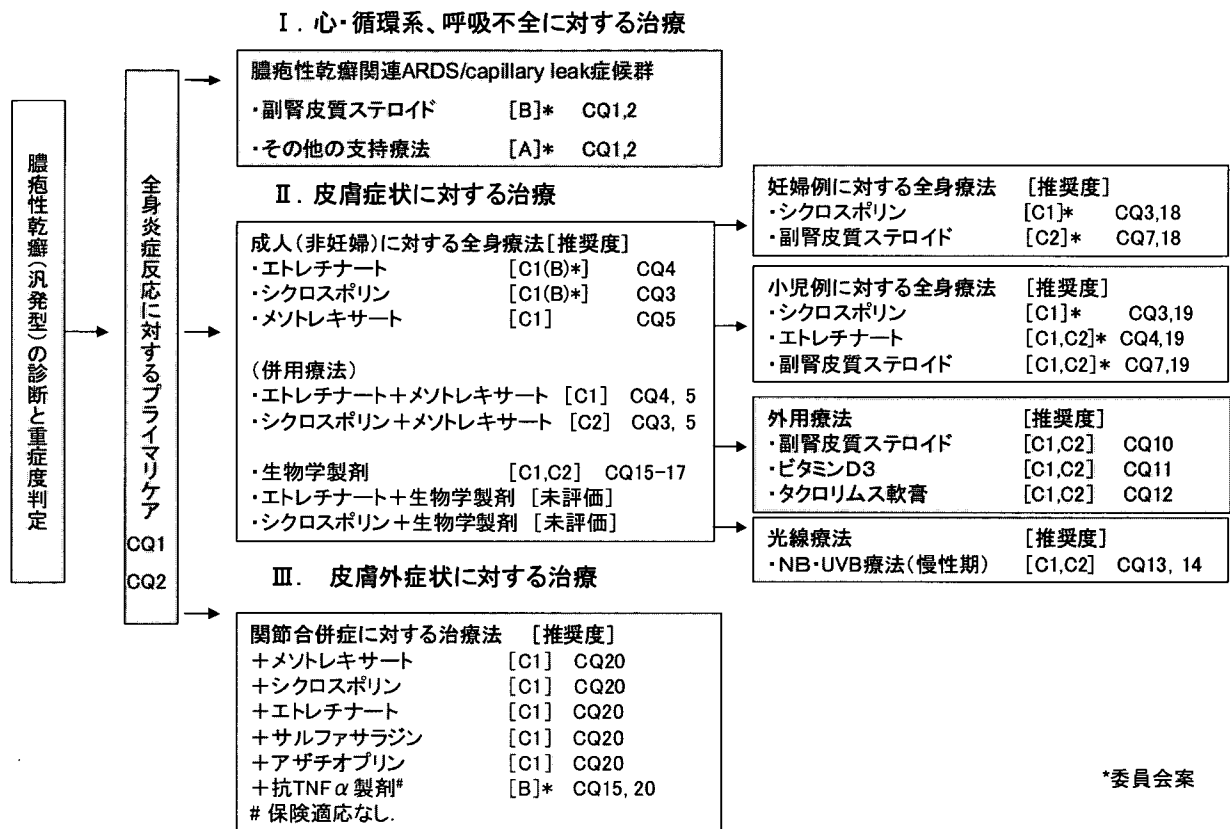 膿疱性乾癬(汎発型)の診断と重症度判定
全身炎症反応に対するプライマリケア
CQ1
CQ2
Ⅰ. 心・循環系、呼吸不全に対する治療
膿疱性乾癬関連ARDS/capillary leak症候群
・副腎皮質ステロイド [B]* CQ1,2
・その他の支持療法 [A]* CQ1,2
Ⅱ. 皮膚症状に対する治療
成人(非妊婦)に対する全身療法[推奨度]
・エトレチナート [C1(B)*] CQ4
・シクロスポリン [C1(B)*] CQ3
・メソトレキサート [C1] CQ5
(併用療法)
・エトレチナート+メソトレキサート [C1] CQ4, 5
・シクロスポリン+メソトレキサート [C2] CQ3, 5
・生物学製剤 [C1,C2] CQ15-17
・エトレチナート+生物学製剤 [未評価]
・シクロスポリン+生物学製剤 [未評価]
妊婦例に対する全身療法 [推奨度]
・シクロスポリン [C1]* CQ3,18
・副腎皮質ステロイド [C2]* CQ7,18
小児例に対する全身療法 [推奨度]
・シクロスポリン [C1]* CQ3,19
・エトレチナート [C1,C2]* CQ4,19
・副腎皮質ステロイド [C1,C2]* CQ7,19
外用療法 [推奨度]
・副腎皮質ステロイド [C1,C2] CQ10
・ビタミンD3 [C1,C2] CQ11
・タクロリムス軟膏 [C1,C2] CQ12
光線療法 [推奨度]
・NB・UVB療法(慢性期) [C1,C2] CQ13, 14
Ⅲ. 皮膚外症状に対する治療
関節合併症に対する治療法 [推奨度]
+メソトレキサート [C1] CQ20
+シクロスポリン [C1] CQ20
+エトレチナート [C1] CQ20
+サルファサラジン [C1] CQ20
+アザチオプリン [C1] CQ20
+抗TNFα製剤# [B]* CQ15, 20
# 保険適応なし.
*委員会案